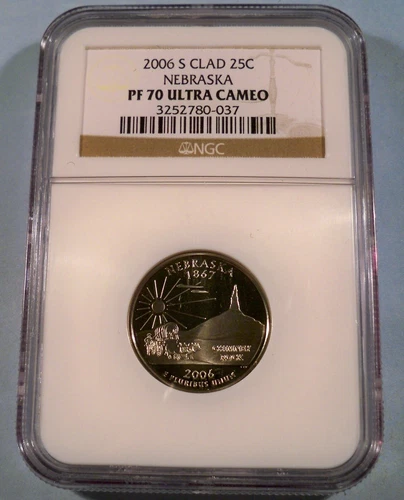 2006 S CLAD 25C
NEBRASKA
PF 70 ULTRA CAMEO
3252780-037
NGC
NEBRASKA
1867
CHIMNEY
ROCK
2006
E PLURIBUS UNUM